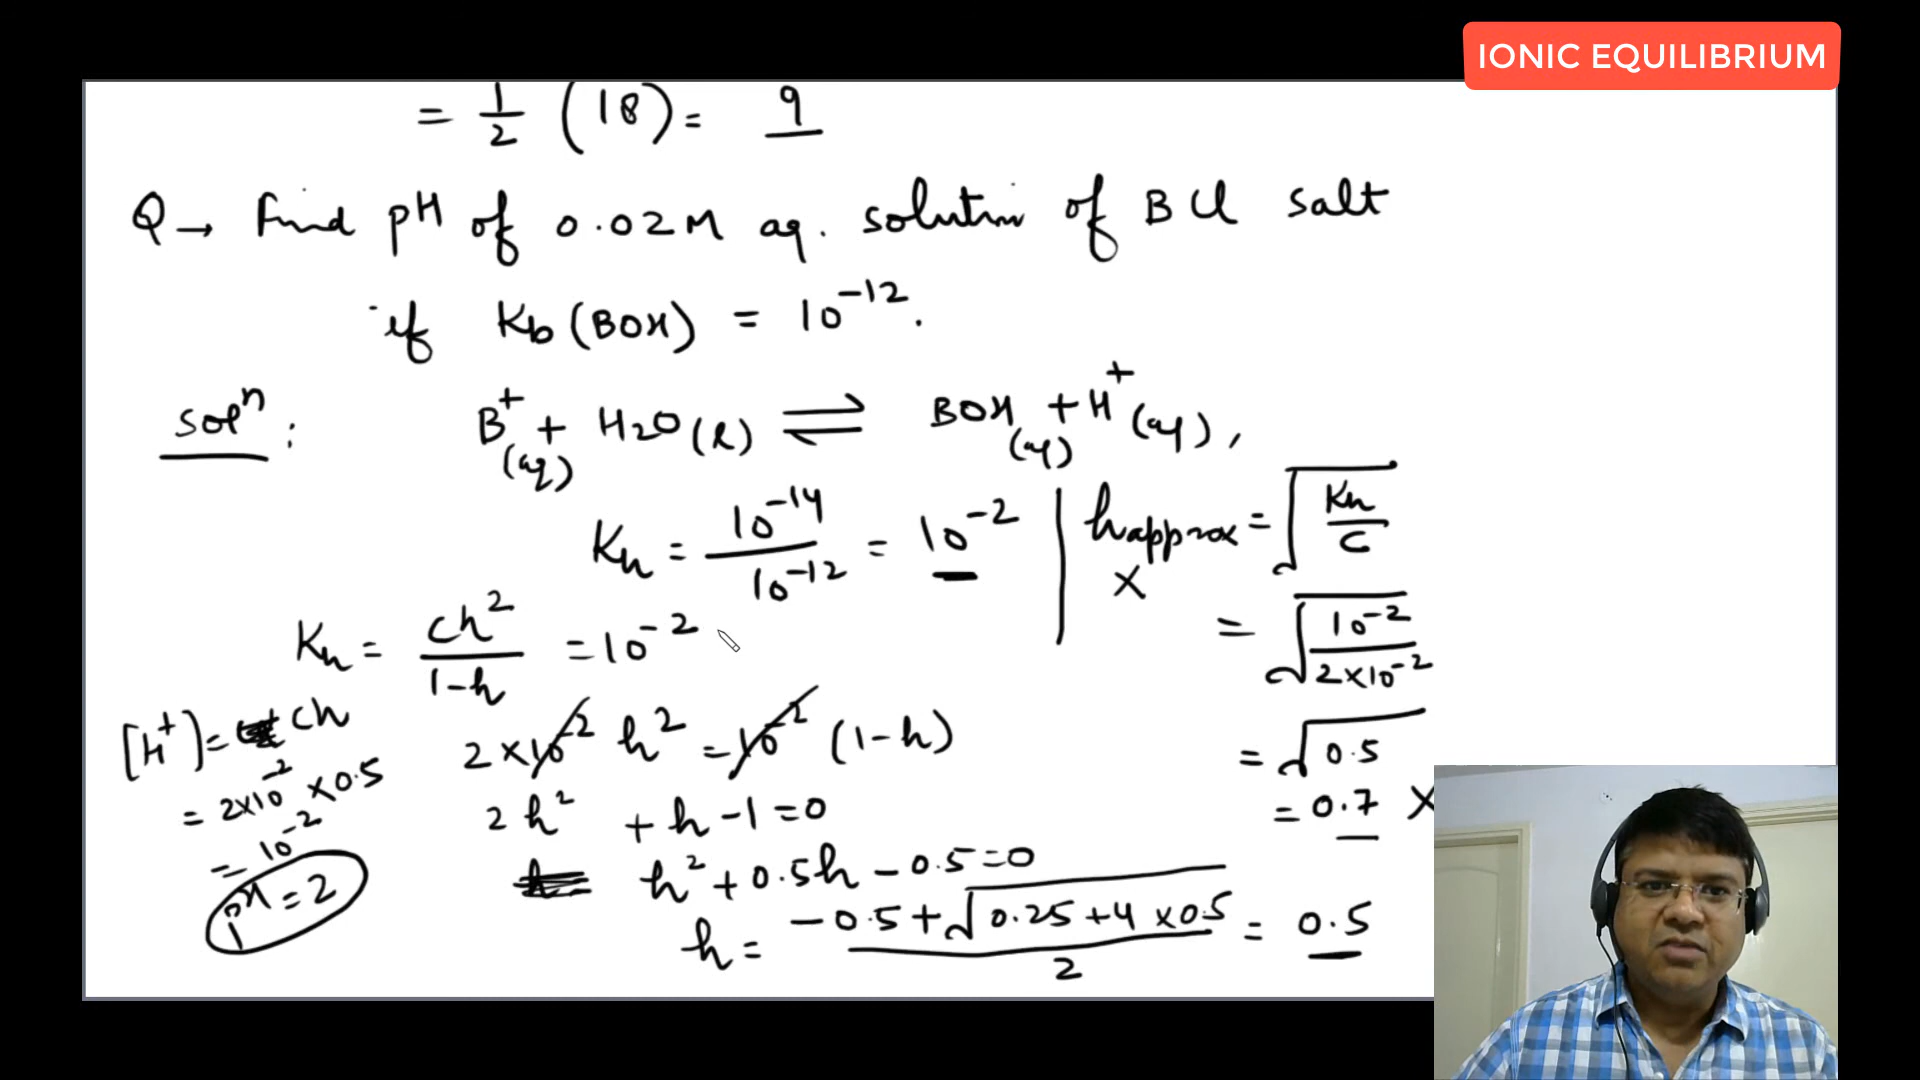 IONIC EQUILIBRIUM
= 1/2 (18) = 9
Q → Find pH of 0.02M aq. solution of BCl salt
if Kb (BOH) = 10⁻¹².
Solⁿ :
B⁺(aq) + H2O(l) ⇌ BOH(aq) + H⁺(aq),
Kh = 10⁻¹⁴/10⁻¹² = 10⁻²
Kh = ch²/1-h = 10⁻²
2×10⁻² h² = 10⁻² (1-h)
2h² + h - 1 = 0
h² + 0.5h - 0.5 = 0
h = -0.5 + √0.25 + 4 × 0.5 / 2 = 0.5
[H⁺] = ch
= 2×10⁻² × 0.5
= 10⁻²
pH = 2
happrox = √Kh/C
X
= √10⁻²/2×10⁻²
= √0.5
= 0.7 X